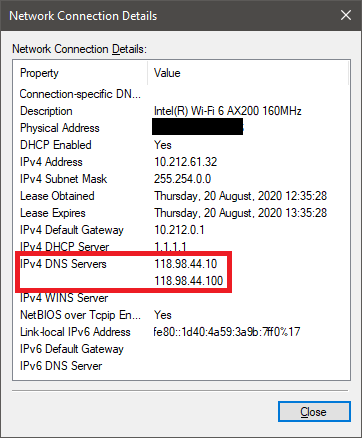 Network Connection Details
Network Connection Details:
Property Value
Connection-specific DN...
Description Intel(R) Wi-Fi 6 AX200 160MHz
Physical Address
DHCP Enabled Yes
IPv4 Address 10.212.61.32
IPv4 Subnet Mask 255.254.0.0
Lease Obtained Thursday, 20 August, 2020 12:35:28
Lease Expires Thursday, 20 August, 2020 13:35:28
IPv4 Default Gateway 10.212.0.1
IPv4 DHCP Server 1.1.1.1
IPv4 DNS Servers 118.98.44.10
118.98.44.100
IPv4 WINS Server
NetBIOS over Tcpip En... Yes
Link-local IPv6 Address fe80::1d40:4a59:3a9b:7ff0%17
IPv6 Default Gateway
IPv6 DNS Server
Close